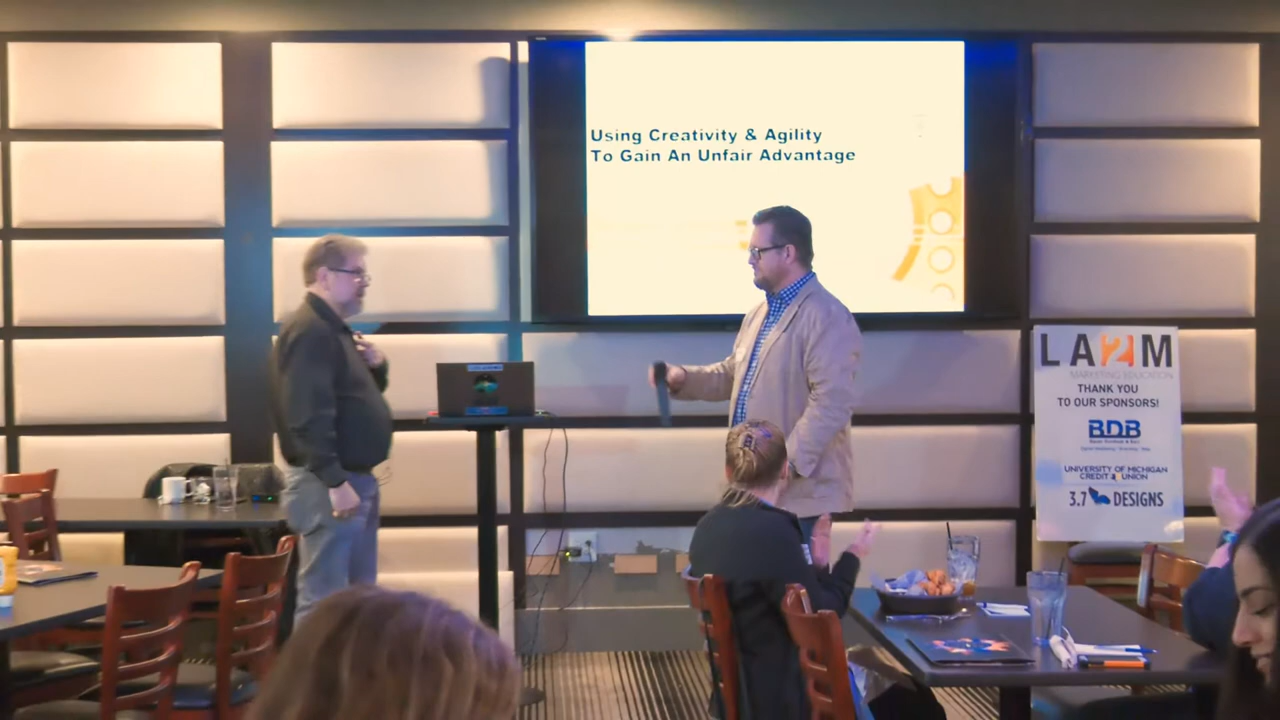 Using Creativity & Agility
To Gain An Unfair Advantage
LA2M
MARKETING EDUCATION
THANK YOU
TO OUR SPONSORS!
BDB
UNIVERSITY OF MICHIGAN
CREDIT UNION
3.7 DESIGNS